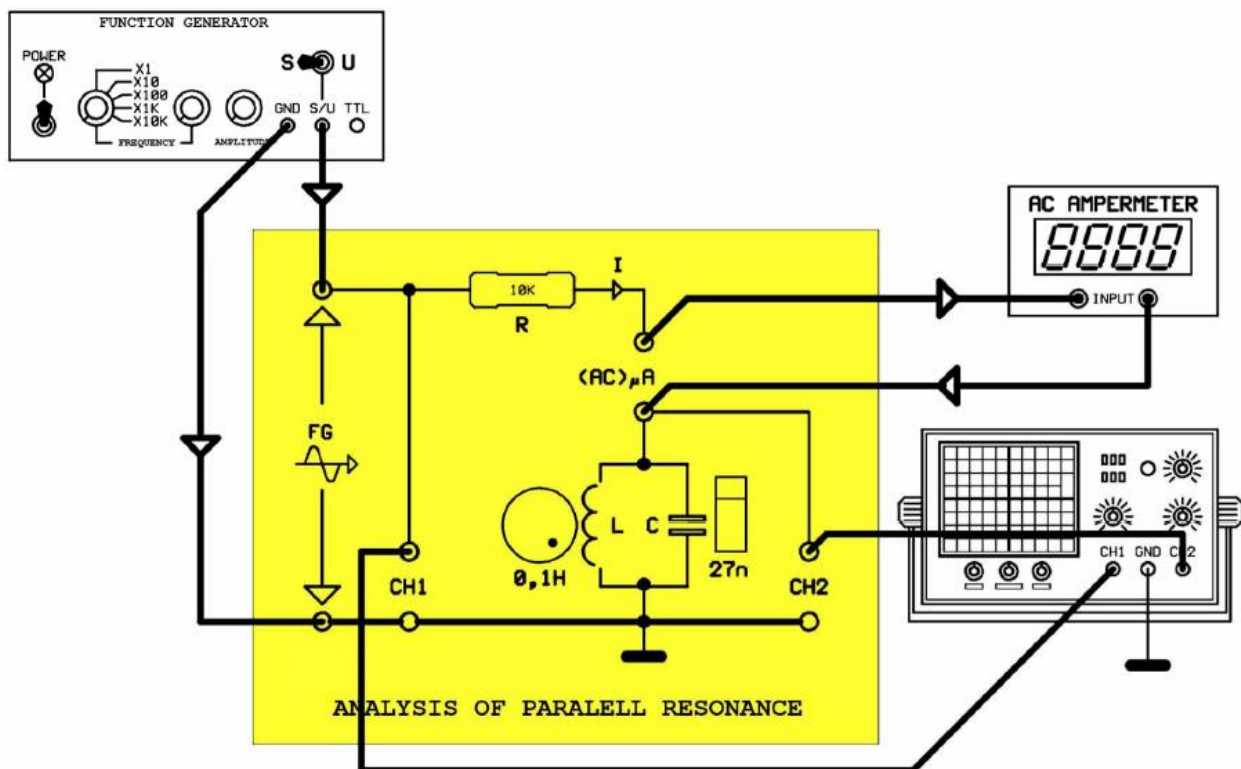 FUNCTION GENERATOR
POWER
S U
X1
X10
X100
X1K
X10K
GND S/U TTL
FREQUENCY
AMPLITUDE
AC AMPERMETER
8888
INPUT
I
10K
R
(AC)µA
FG
L C
0,1H
27n
CH1
CH2
CH1 GND CH2
ANALYSIS OF PARALELL RESONANCE